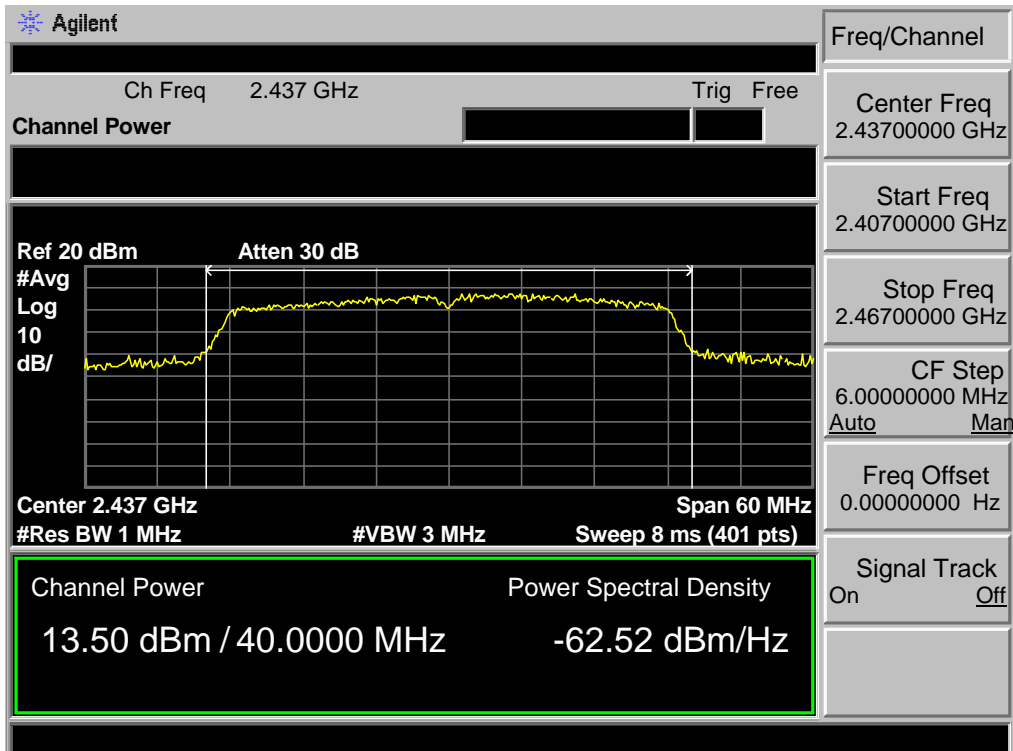 Agilent
Ch Freq 2.437 GHz Trig Free
Channel Power
Ref 20 dBm Atten 30 dB
#Avg
Log
10
dB/
Center 2.437 GHz Span 60 MHz
#Res BW 1 MHz #VBW 3 MHz Sweep 8 ms (401 pts)
Channel Power Power Spectral Density
13.50 dBm / 40.0000 MHz -62.52 dBm/Hz
Freq/Channel
Center Freq
2.43700000 GHz
Start Freq
2.40700000 GHz
Stop Freq
2.46700000 GHz
CF Step
6.00000000 MHz
Auto Man
Freq Offset
0.00000000 Hz
Signal Track
On Off